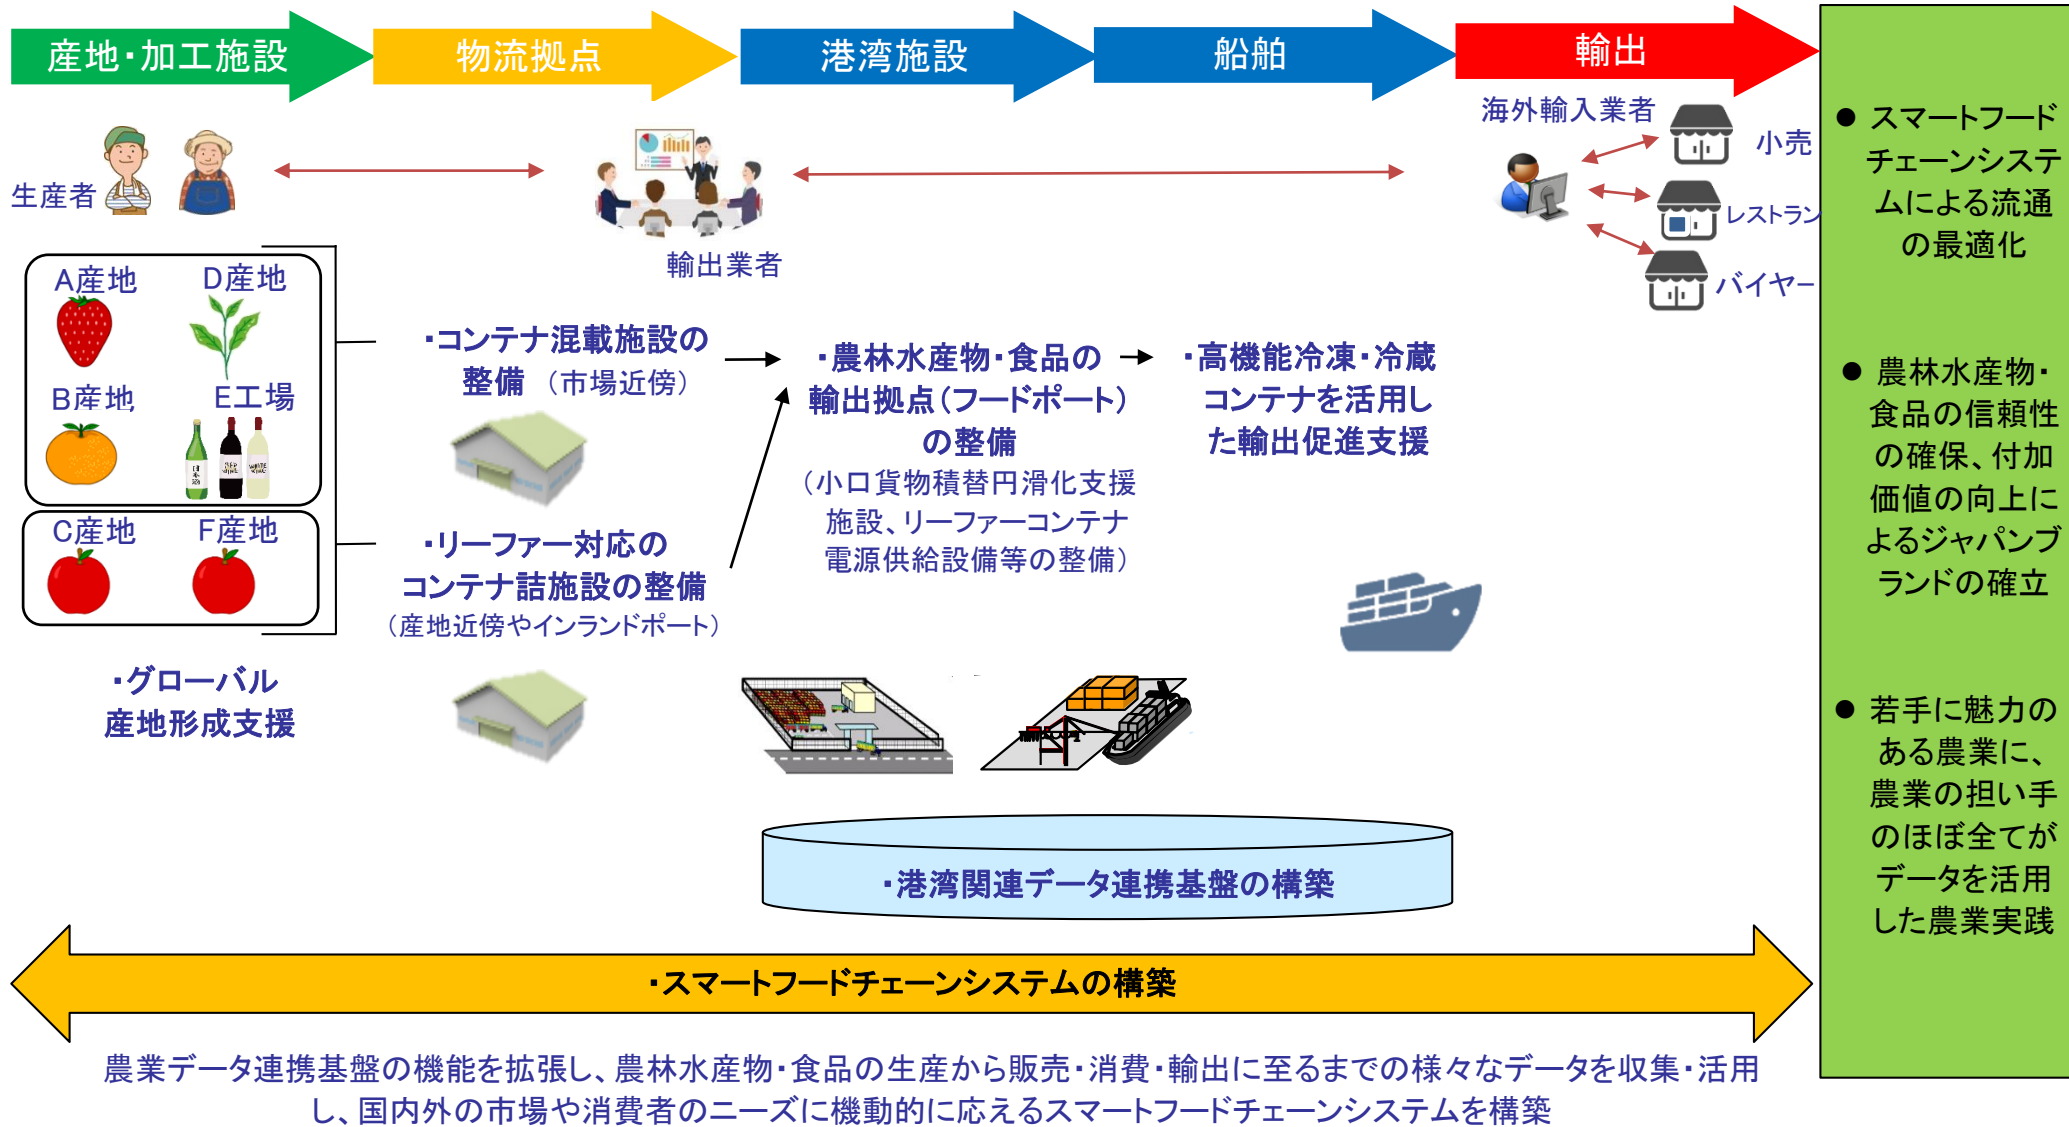 産地・加工施設
物流拠点
港湾施設
船舶
輸出
生産者
輸出業者
海外輸入業者
小売
レストラン
バイヤー
A産地
D産地
B産地
E工場
C産地
F産地
・グローバル
産地形成支援
・コンテナ混載施設の
整備（市場近傍）
・リーファー対応の
コンテナ詰施設の整備
（産地近傍やインランドポート）
・農林水産物・食品の
輸出拠点（フードポート）
の整備
（小口貨物積替円滑化支援
施設、リーファーコンテナ
電源供給設備等の整備）
・高機能冷凍・冷蔵
コンテナを活用し
た輸出促進支援
・港湾関連データ連携基盤の構築
・スマートフードチェーンシステムの構築
農業データ連携基盤の機能を拡張し、農林水産物・食品の生産から販売・消費・輸出に至るまでの様々なデータを収集・活用
し、国内外の市場や消費者のニーズに機動的に応えるスマートフードチェーンシステムを構築
● スマートフード
チェーンシステ
ムによる流通
の最適化
● 農林水産物・
食品の信頼性
の確保、付加
価値の向上に
よるジャパンブ
ランドの確立
● 若手に魅力の
ある農業に、
農業の担い手
のほぼ全てが
データを活用
した農業実践